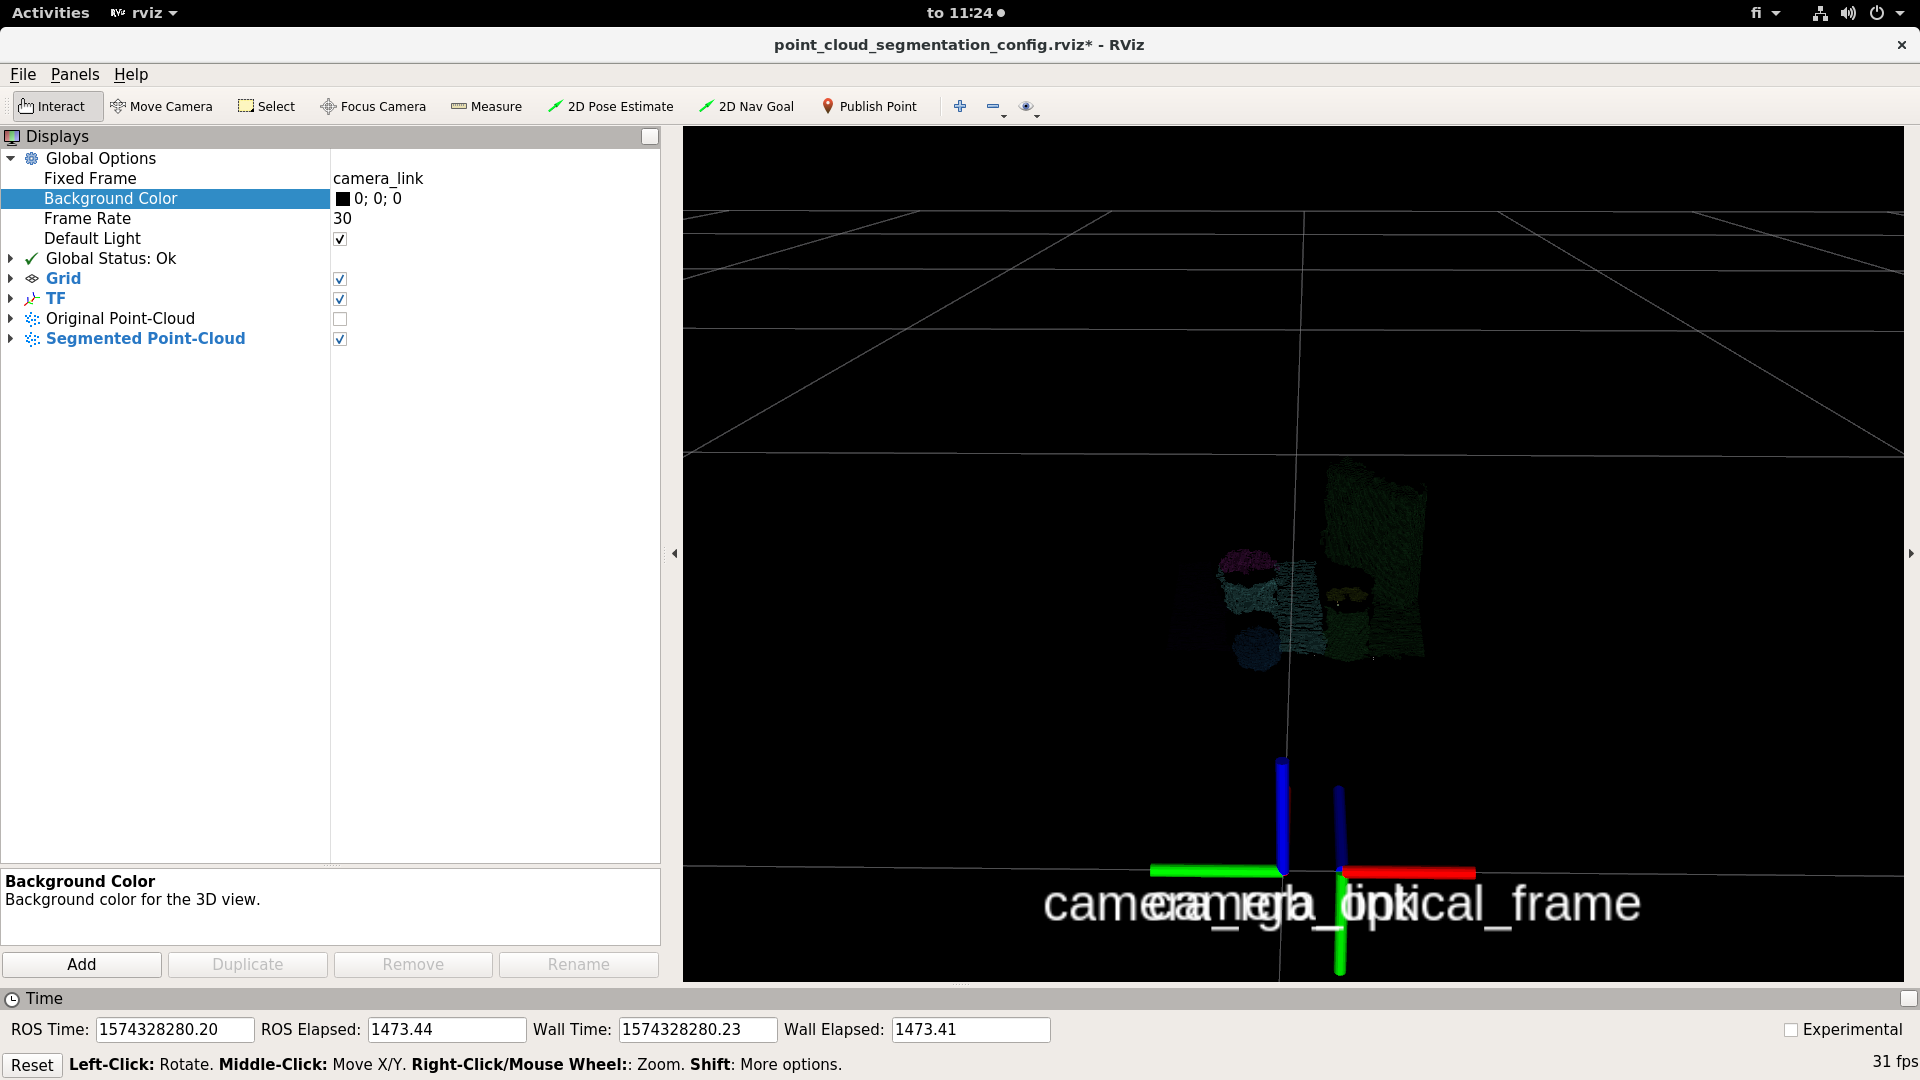 Activities rviz to 11:24 fi
point_cloud_segmentation_config.rviz* - RViz
File Panels Help
Interact Move Camera Select Focus Camera Measure 2D Pose Estimate 2D Nav Goal Publish Point
Displays
Global Options
Fixed Frame camera_link
Background Color 0; 0; 0
Frame Rate 30
Default Light
Global Status: Ok
Grid
TF
Original Point-Cloud
Segmented Point-Cloud
camera_link
camera_rgb_optical_frame
Background Color
Background color for the 3D view.
Add Duplicate Remove Rename
Time
ROS Time: 1574328280.20 ROS Elapsed: 1473.44 Wall Time: 1574328280.23 Wall Elapsed: 1473.41 Experimental
Reset Left-Click: Rotate. Middle-Click: Move X/Y. Right-Click/Mouse Wheel:: Zoom. Shift: More options. 31 fps